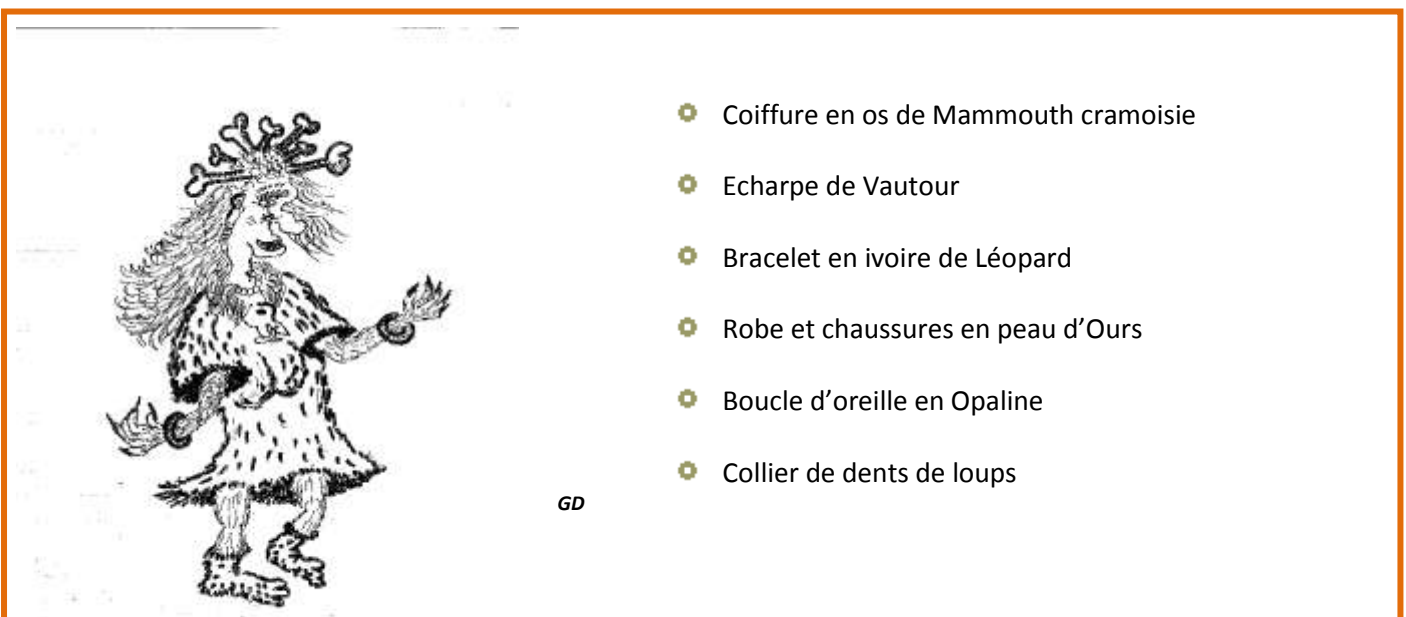 Coiffure en os de Mammouth cramoisie
Echarpe de Vautour
Bracelet en ivoire de Léopard
Robe et chaussures en peau d’Ours
Boucle d’oreille en Opaline
Collier de dents de loups
GD